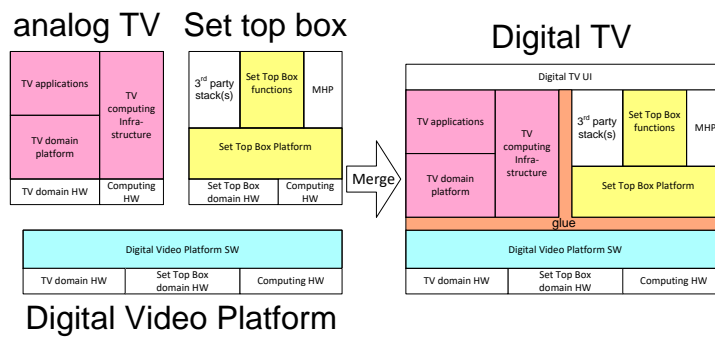 analog TV
TV applications
TV domain
platform
TV
computing
Infra-
structure
TV domain HW
Computing
HW
Set top box
3rd party
stack(s)
Set Top Box
functions
MHP
Set Top Box Platform
Set Top Box
domain HW
Computing
HW
Merge
Digital Video Platform SW
TV domain HW
Set Top Box
domain HW
Computing HW
Digital Video Platform
Digital TV
Digital TV UI
TV applications
TV domain
platform
TV
computing
Infra-
structure
3rd party
stack(s)
Set Top Box
functions
MHP
Set Top Box Platform
glue
Digital Video Platform SW
TV domain HW
Set Top Box
domain HW
Computing HW